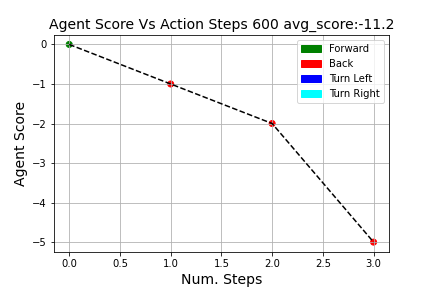 Agent Score Vs Action Steps 600 avg_score:-11.2
Agent Score
0
−1
−2
−3
−4
−5
Forward
Back
Turn Left
Turn Right
0.0 0.5 1.0 1.5 2.0 2.5 3.0
Num. Steps